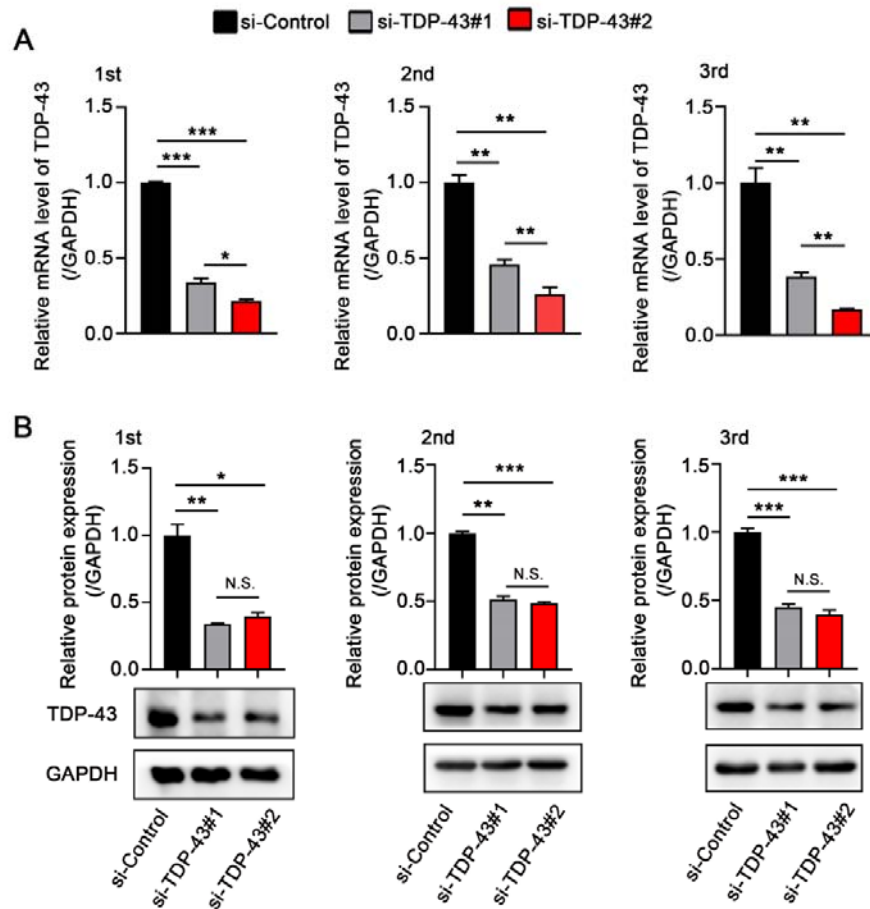 si-Control si-TDP-43#1 si-TDP-43#2
A
1st
Relative mRNA level of TDP-43
(/GAPDH)
1.5
1.0
0.5
0.0
***
***
*
2nd
Relative mRNA level of TDP-43
(/GAPDH)
1.5
1.0
0.5
0.0
**
**
**
3rd
Relative mRNA level of TDP-43
(/GAPDH)
1.5
1.0
0.5
0.0
**
**
**
B
1st
Relative protein expression
(/GAPDH)
1.5
1.0
0.5
0.0
*
**
N.S.
2nd
Relative protein expression
(/GAPDH)
1.5
1.0
0.5
0.0
***
**
N.S.
3rd
Relative protein expression
(/GAPDH)
1.5
1.0
0.5
0.0
***
***
N.S.
TDP-43
GAPDH
si-Control
si-TDP-43#1
si-TDP-43#2
si-Control
si-TDP-43#1
si-TDP-43#2
si-Control
si-TDP-43#1
si-TDP-43#2